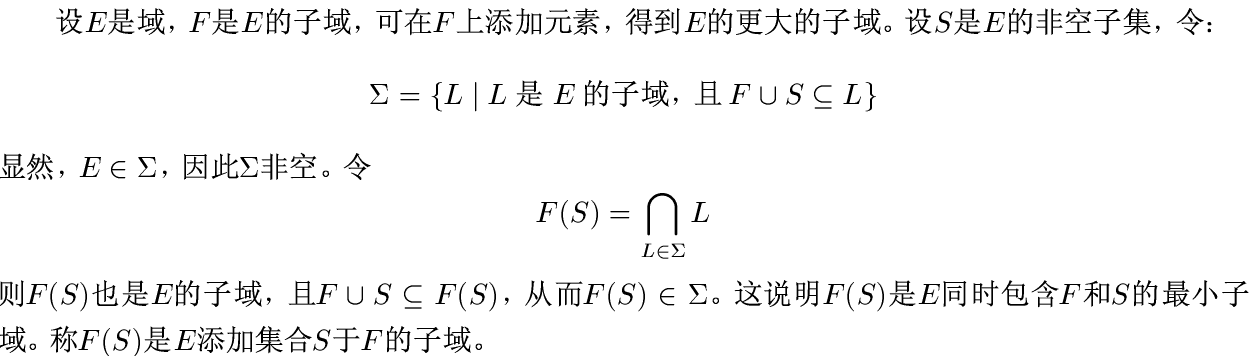 设E是域，F是E的子域，可在F上添加元素，得到E的更大的子域。设S是E的非空子集，令：
Σ = {L | L 是 E 的子域，且 F ∪ S ⊆ L}
显然，E ∈ Σ，因此Σ非空。令
F(S) = ⋂_{L∈Σ} L
则F(S)也是E的子域，且F ∪ S ⊆ F(S)，从而F(S) ∈ Σ。这说明F(S)是E同时包含F和S的最小子
域。称F(S)是E添加集合S于F的子域。